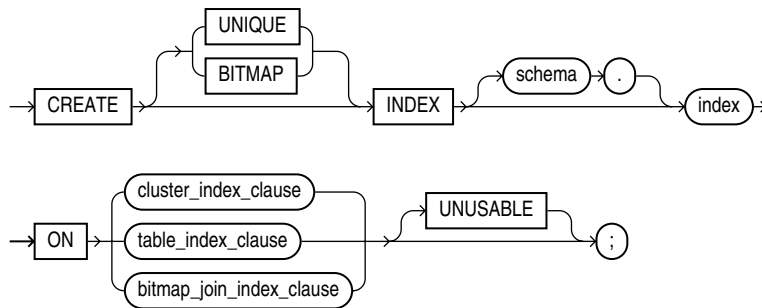 UNIQUE
BITMAP
CREATE INDEX schema . index
ON cluster_index_clause
table_index_clause
bitmap_join_index_clause
UNUSABLE
;